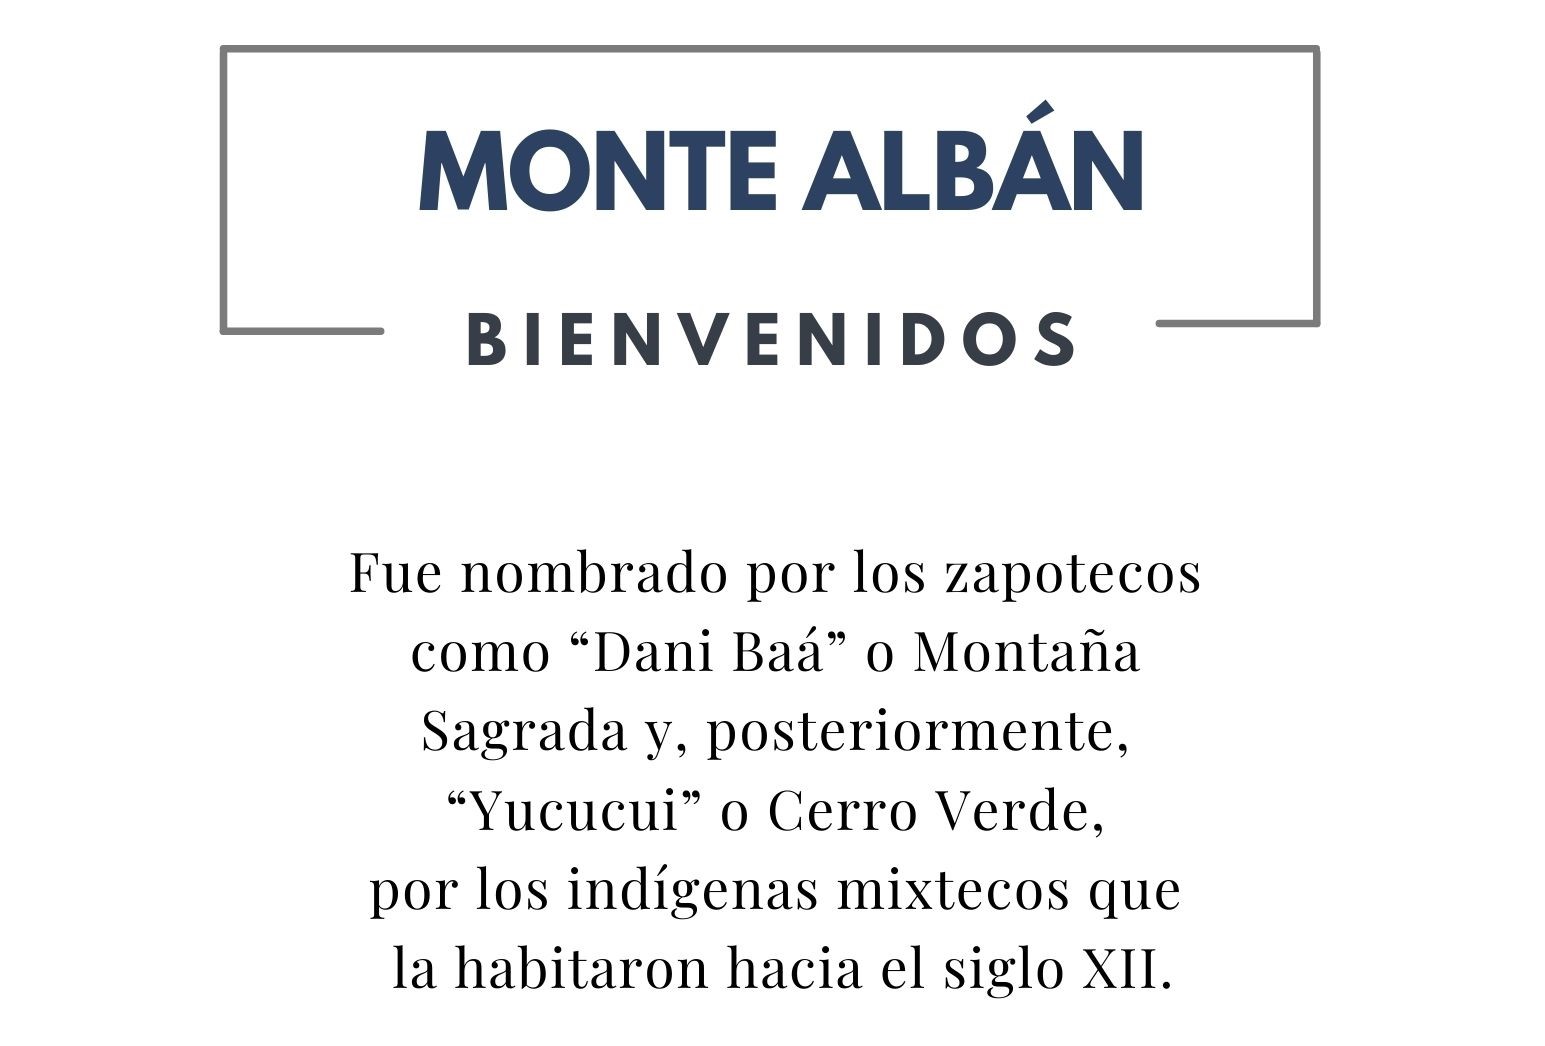 MONTE ALBÁN
BIENVENIDOS
Fue nombrado por los zapotecos
como “Dani Baá” o Montaña
Sagrada y, posteriormente,
“Yucucui” o Cerro Verde,
por los indígenas mixtecos que
la habitaron hacia el siglo XII.